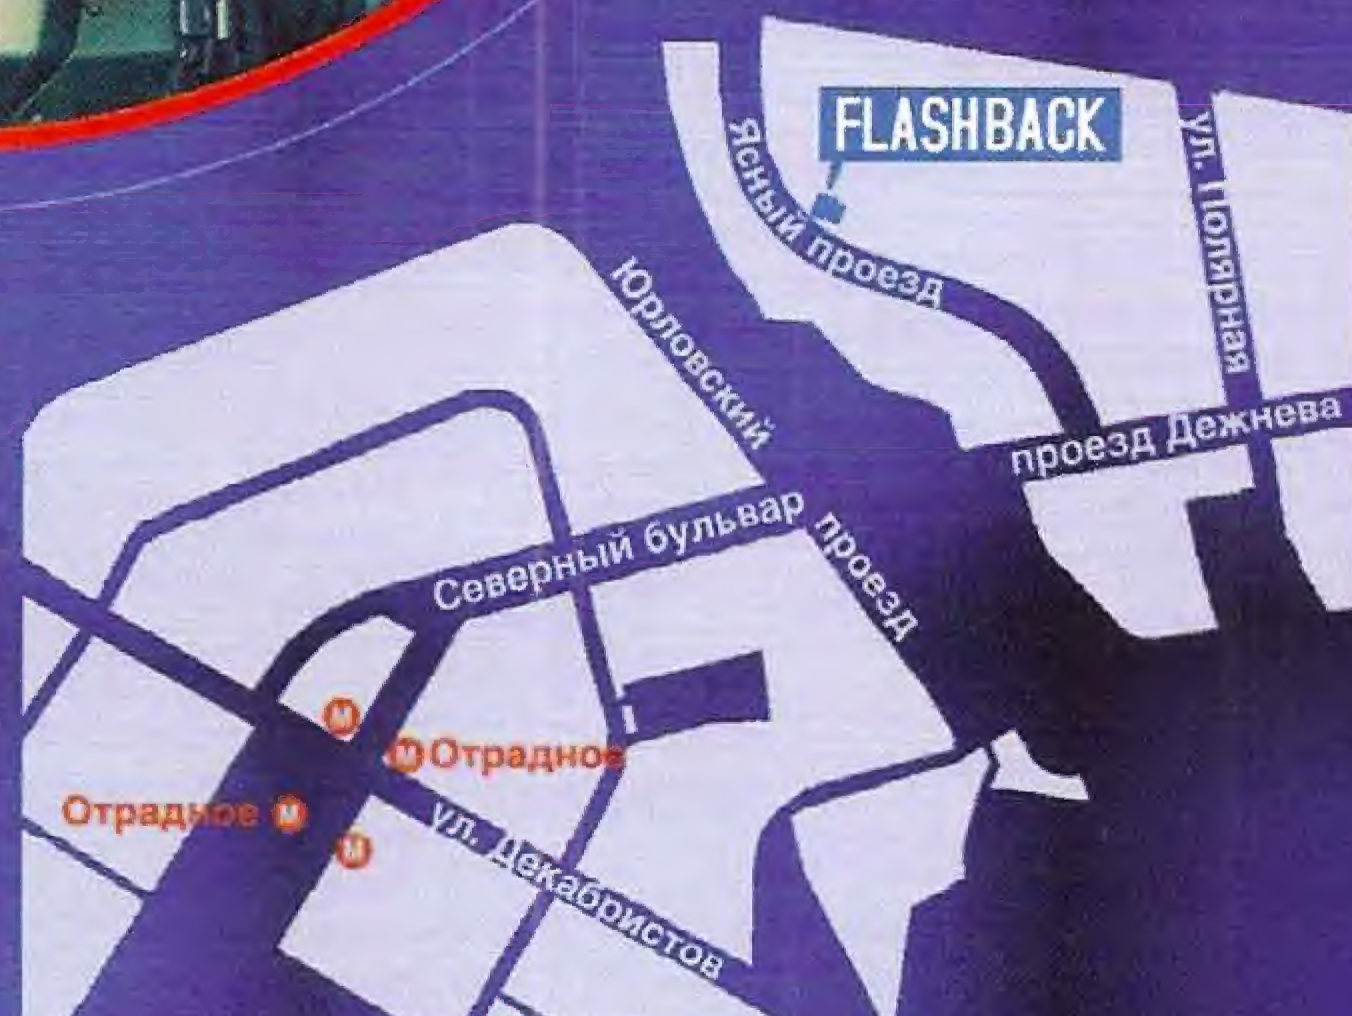 FLASHBACK
Ясный проезд
ул. Полярная
Юрловский
проезд
проезд Дежнева
Северный бульвар
М
М Отрадное
Отрадное М
М
ул. Декабристов